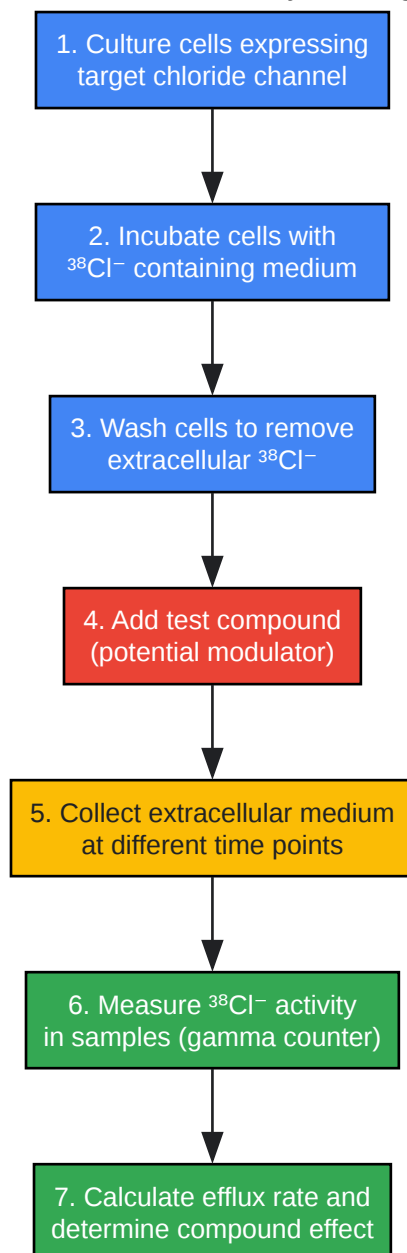 1. Culture cells expressing
target chloride channel
2. Incubate cells with
³⁸Cl⁻ containing medium
3. Wash cells to remove
extracellular ³⁸Cl⁻
4. Add test compound
(potential modulator)
5. Collect extracellular medium
at different time points
6. Measure ³⁸Cl⁻ activity
in samples (gamma counter)
7. Calculate efflux rate and
determine compound effect